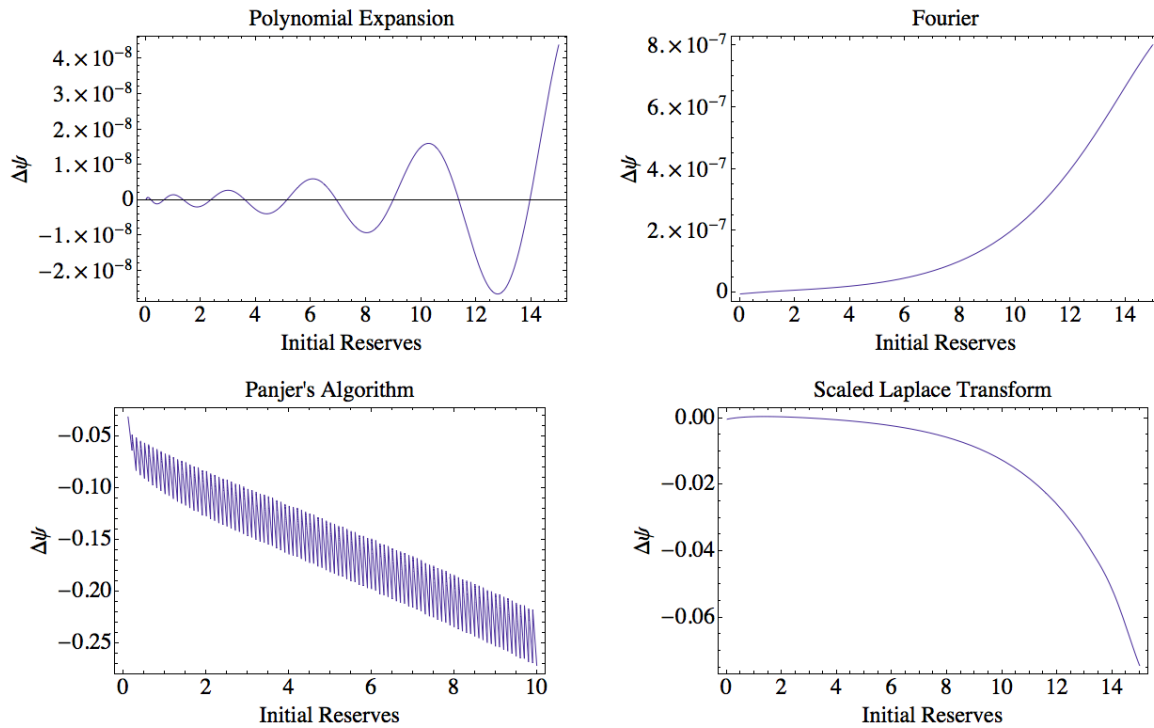 Polynomial Expansion
4.×10⁻⁸
3.×10⁻⁸
2.×10⁻⁸
1.×10⁻⁸
0
−1.×10⁻⁸
−2.×10⁻⁸
Δψ
0 2 4 6 8 10 12 14
Initial Reserves
Fourier
8.×10⁻⁷
6.×10⁻⁷
4.×10⁻⁷
2.×10⁻⁷
0
Δψ
0 2 4 6 8 10 12 14
Initial Reserves
Panjer's Algorithm
−0.05
−0.10
−0.15
−0.20
−0.25
Δψ
0 2 4 6 8 10
Initial Reserves
Scaled Laplace Transform
0.00
−0.02
−0.04
−0.06
Δψ
0 2 4 6 8 10 12 14
Initial Reserves